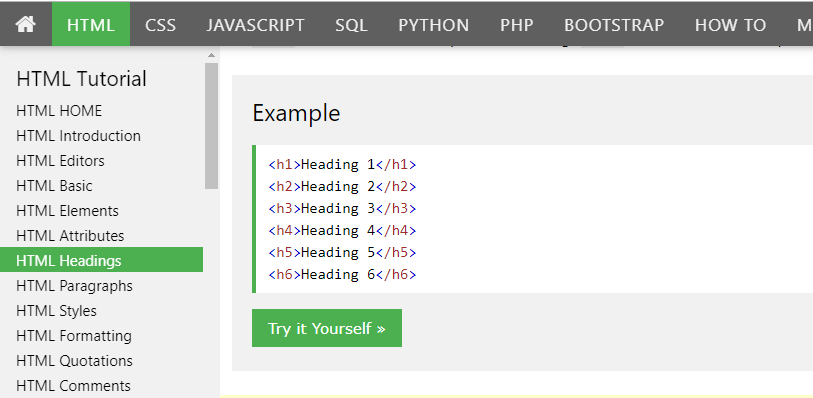 HTML CSS JAVASCRIPT SQL PYTHON PHP BOOTSTRAP HOW TO M
HTML Tutorial
HTML HOME
HTML Introduction
HTML Editors
HTML Basic
HTML Elements
HTML Attributes
HTML Headings
HTML Paragraphs
HTML Styles
HTML Formatting
HTML Quotations
HTML Comments
Example
<h1>Heading 1</h1>
<h2>Heading 2</h2>
<h3>Heading 3</h3>
<h4>Heading 4</h4>
<h5>Heading 5</h5>
<h6>Heading 6</h6>
Try it Yourself »